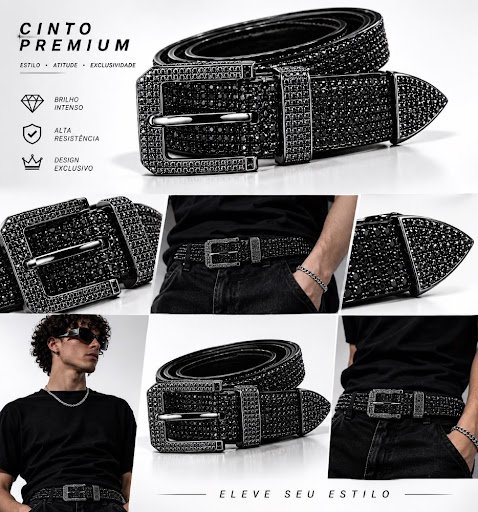 CINTO
PREMIUM
ESTILO • ATITUDE • EXCLUSIVIDADE
BRILHO
INTENSO
ALTA
RESISTÊNCIA
DESIGN
EXCLUSIVO
ELEVE SEU ESTILO